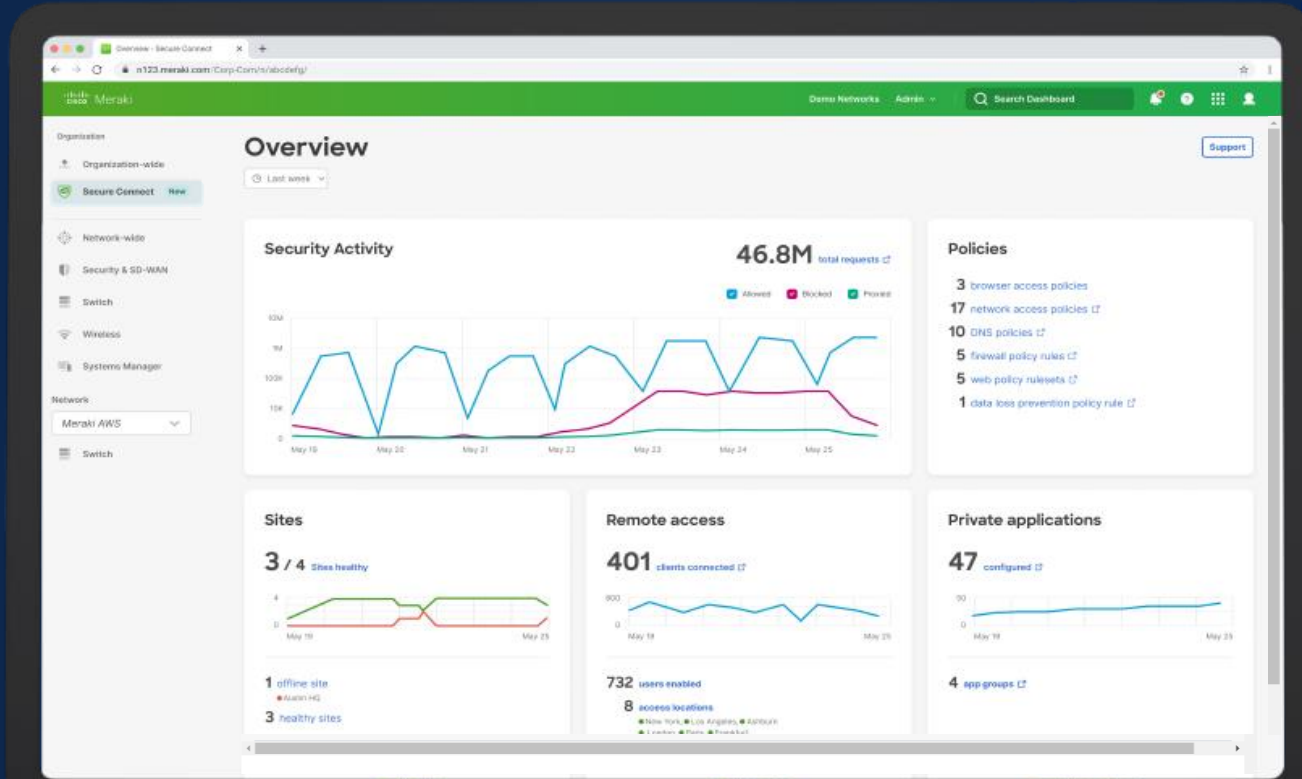 Overview - Secure Connect
n123.meraki.com/Corp-Com/n/abcdefg/
cisco Meraki
Demo Networks Admin Search Dashboard
Organization
Organization-wide
Secure Connect New
Network-wide
Security & SD-WAN
Switch
Wireless
Systems Manager
Network
Meraki AWS
Switch
Overview
Support
Last week
Security Activity
46.8M total requests
Allowed Blocked Proxied
10M
1M
100K
10K
0
May 19 May 20 May 21 May 22 May 23 May 24 May 25
Policies
3 browser access policies
17 network access policies
10 DNS policies
5 firewall policy rules
5 web policy rulesets
1 data loss prevention policy rule
Sites
3 / 4 Sites healthy
4
0
May 19 May 25
1 offline site
Austin HQ
3 healthy sites
Remote access
401 clients connected
800
0
May 19 May 25
732 users enabled
8 access locations
New York, Los Angeles, Ashburn
London, Paris, Frankfurt
Private applications
47 configured
50
0
May 19 May 25
4 app groups